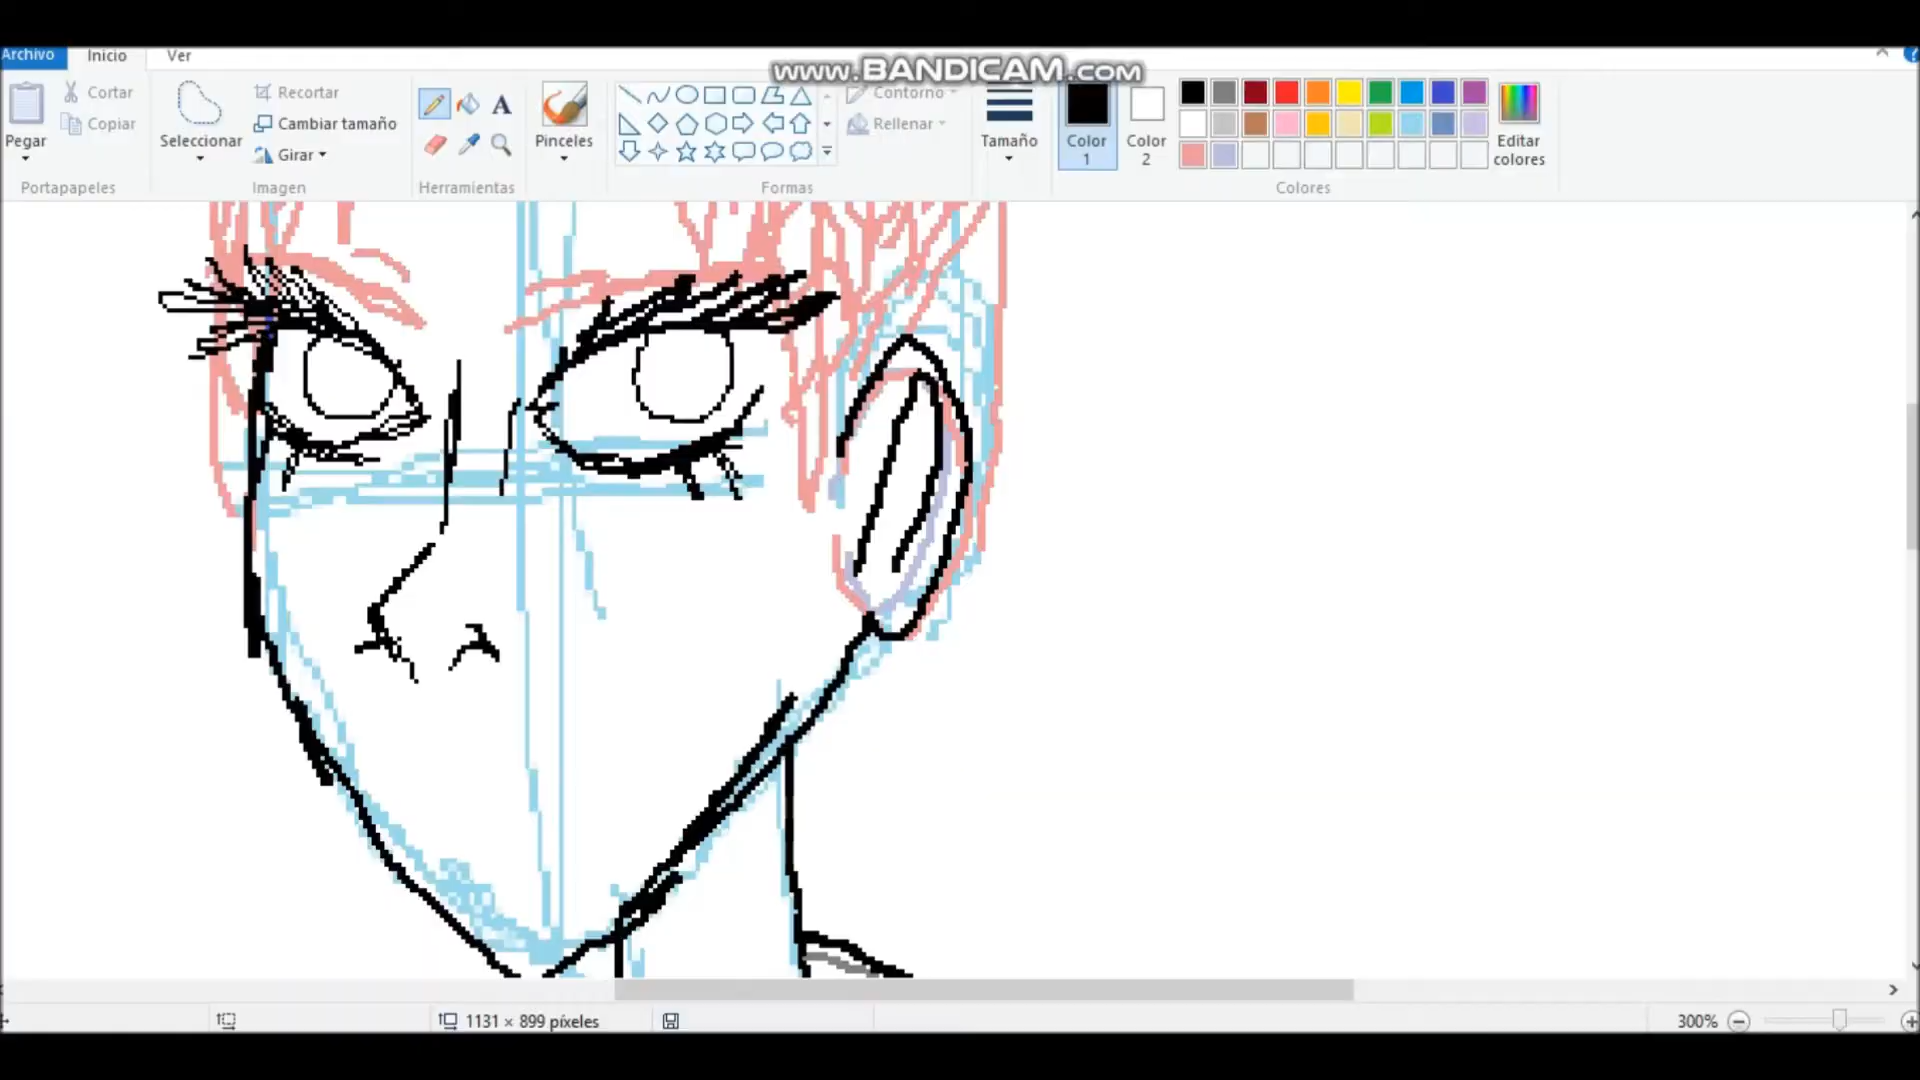 www.BANDICAM.com
Archivo Inicio Ver
Pegar
Cortar
Copiar
Portapapeles
Seleccionar
Recortar
Cambiar tamaño
Girar
Imagen
A
Herramientas
Pinceles
Contorno
Rellenar
Formas
Tamaño
Color 1
Color 2
Editar colores
Colores
1131 × 899 píxeles
300%